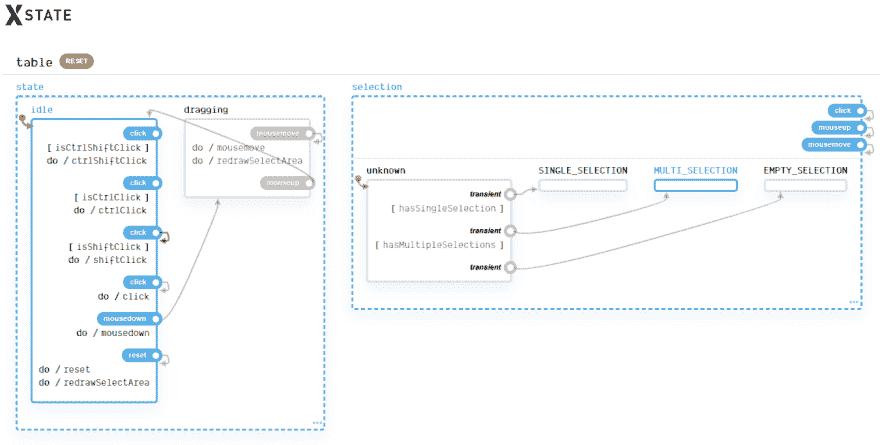 XSTATE
table RESET
state
idle
click
[ isCtrlShiftClick ]
do / ctrlShiftClick
click
[ isCtrlClick ]
do / ctrlClick
click
[ isShiftClick ]
do / shiftClick
click
do / click
mousedown
do / mousedown
reset
do / reset
do / redrawSelectArea
dragging
mousemove
do / mousemove
do / redrawSelectArea
mouseup
selection
click
mouseup
mousemove
unknown
transient
[ hasSingleSelection ]
transient
[ hasMultipleSelections ]
transient
SINGLE_SELECTION
MULTI_SELECTION
EMPTY_SELECTION